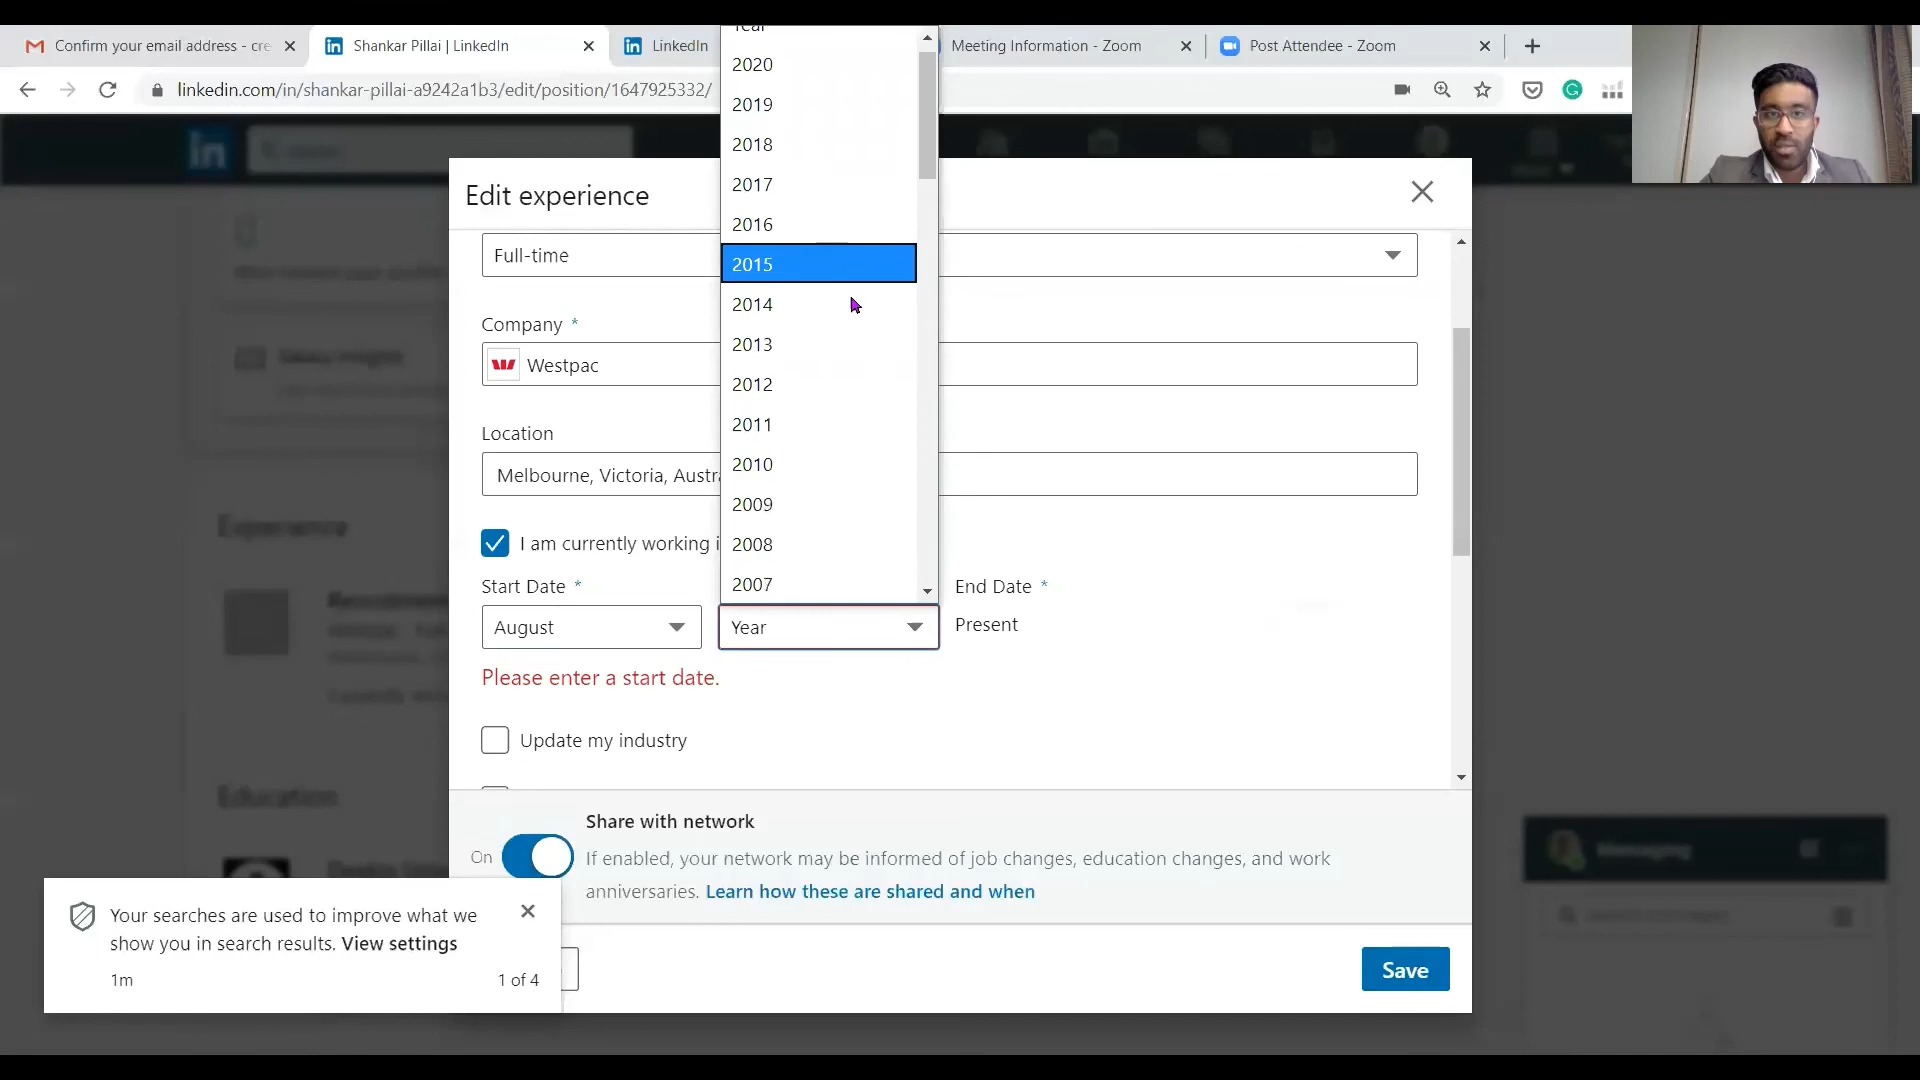 Confirm your email address - cre
Shankar Pillai | LinkedIn
LinkedIn
Meeting Information - Zoom
Post Attendee - Zoom
linkedin.com/in/shankar-pillai-a9242a1b3/edit/position/1647925332/
Edit experience
Year
2020
2019
2018
2017
2016
2015
2014
2013
2012
2011
2010
2009
2008
2007
Full-time
Company *
Westpac
Location
Melbourne, Victoria, Austra
I am currently working i
Start Date *
End Date *
August
Year
Present
Please enter a start date.
Update my industry
Experience
Education
Share with network
On
If enabled, your network may be informed of job changes, education changes, and work
anniversaries. Learn how these are shared and when
Messaging
Your searches are used to improve what we
show you in search results. View settings
1m
1 of 4
Save